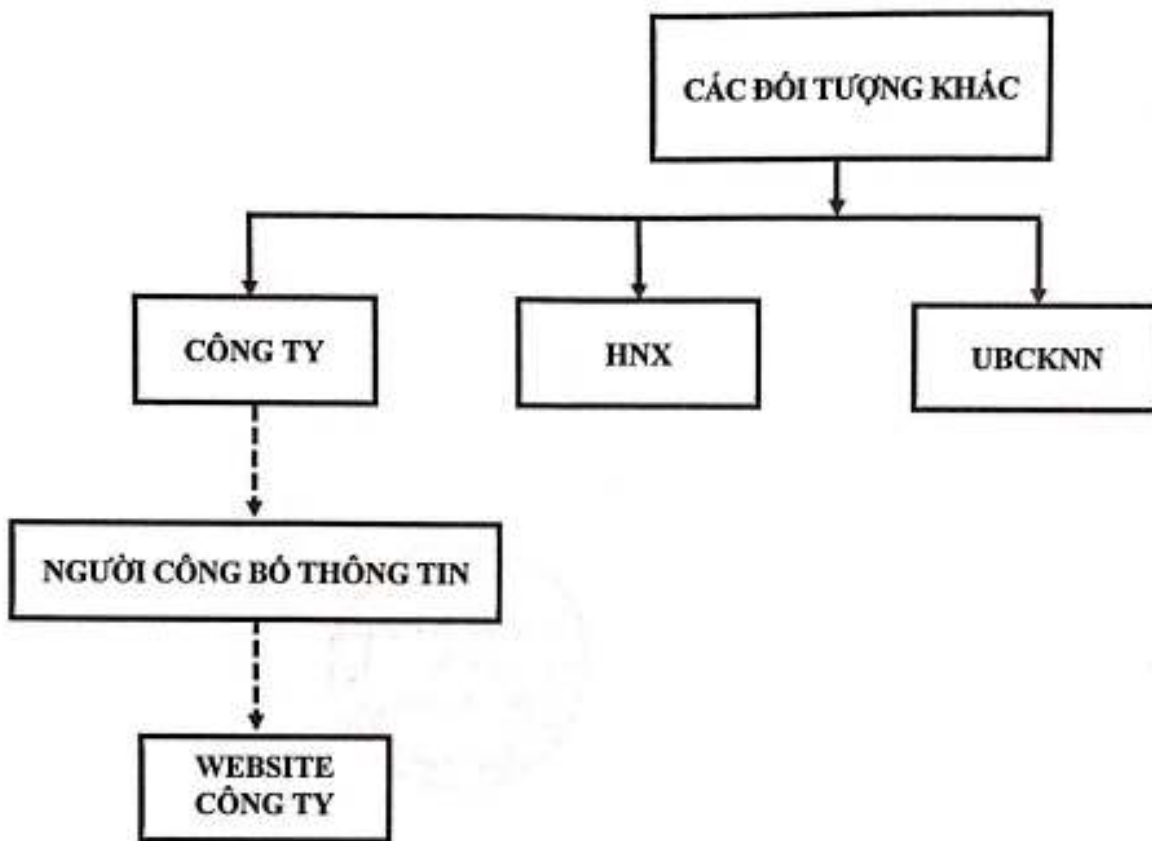 CÁC ĐỐI TƯỢNG KHÁC
CÔNG TY
HNX
UBCKNN
NGƯỜI CÔNG BỐ THÔNG TIN
WEBSITE
CÔNG TY